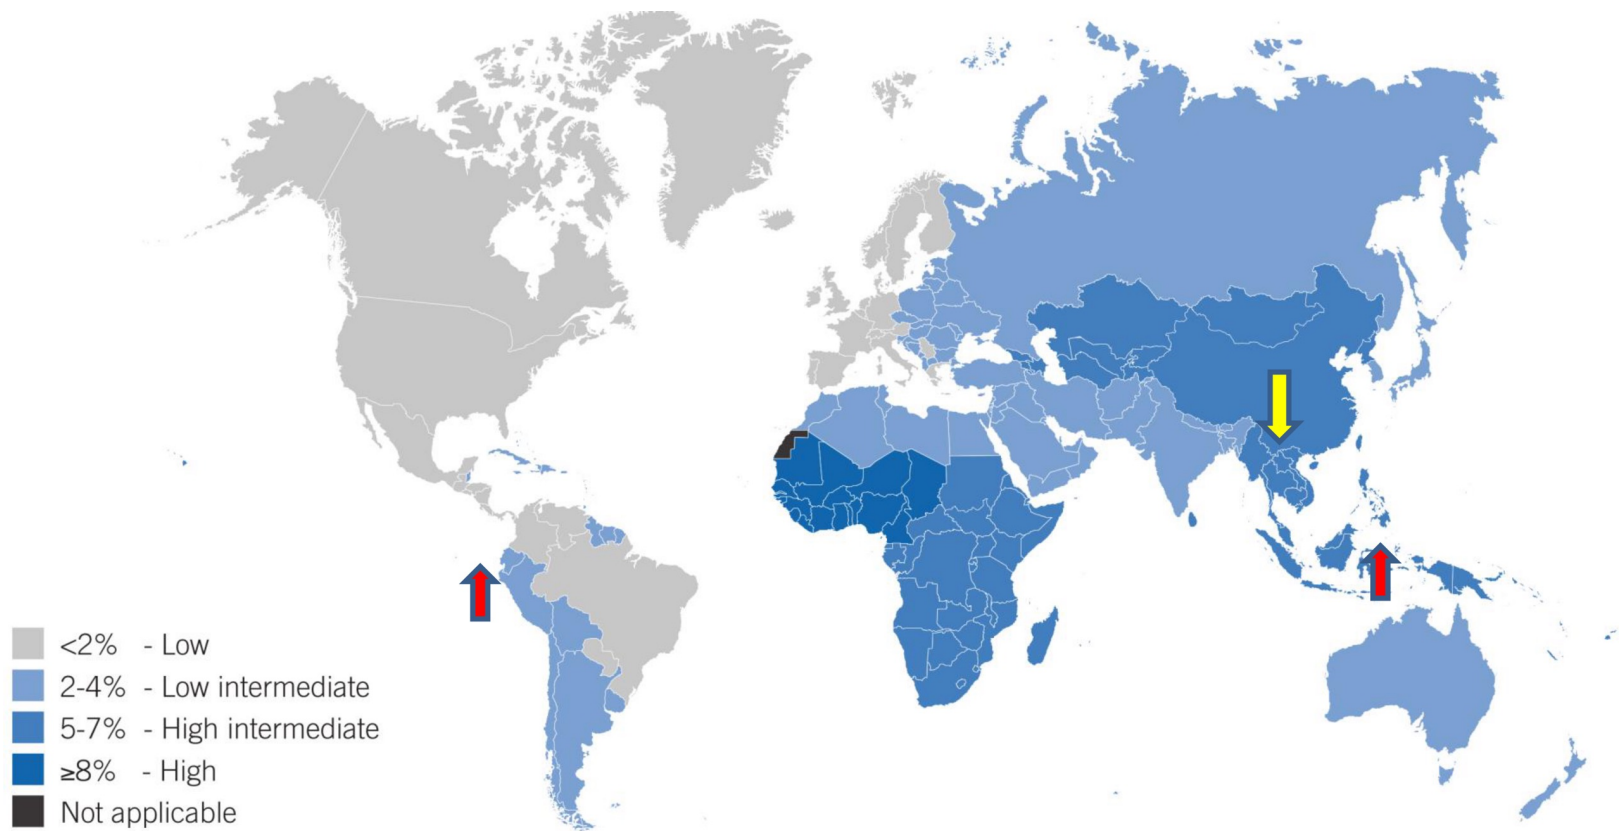 <2% - Low
2-4% - Low intermediate
5-7% - High intermediate
≥8% - High
Not applicable